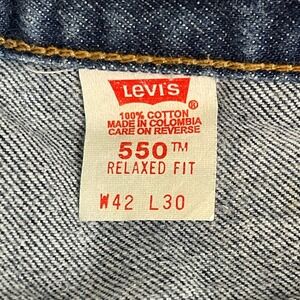 LEVI'S ®
100% COTTON
MADE IN COLOMBIA
CARE ON REVERSE
550™
RELAXED FIT
W42 L30